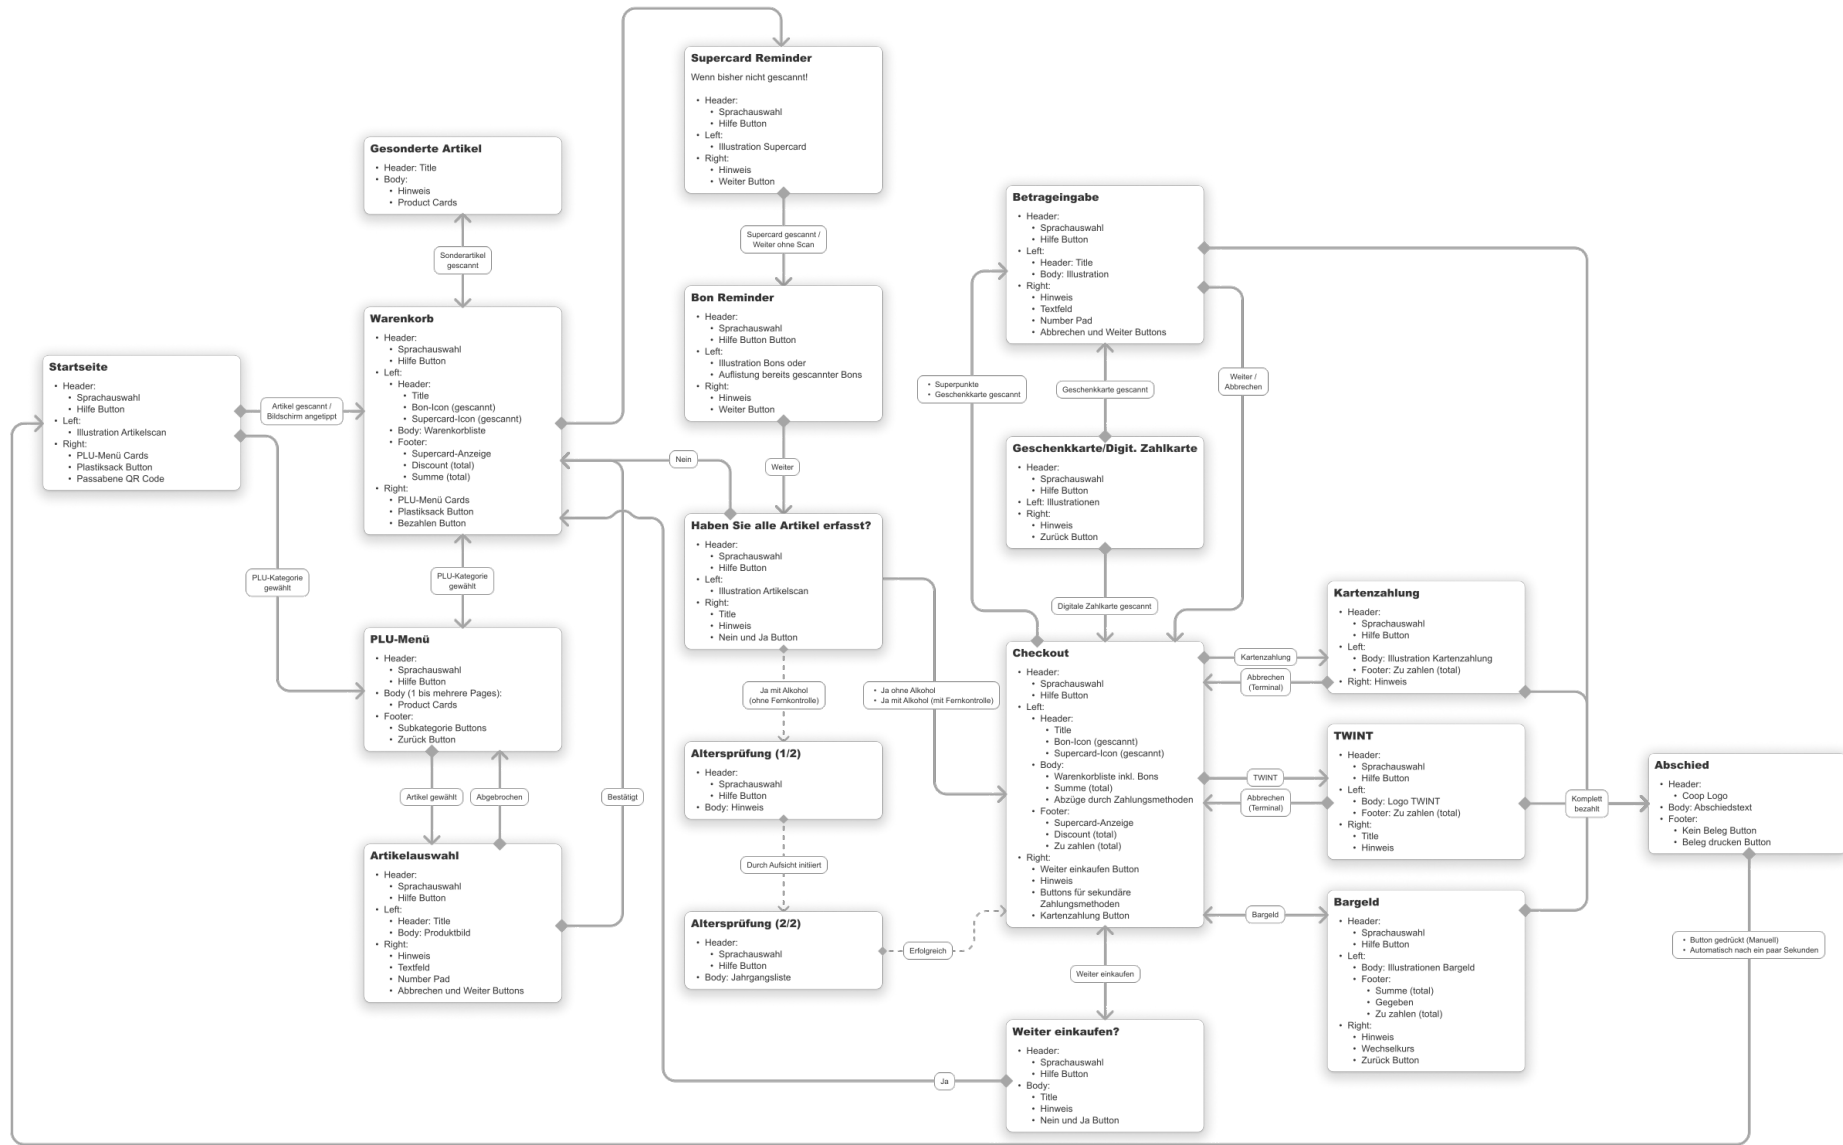 Supercard Reminder
Wenn bisher nicht gescannt!
• Header:
• Sprachauswahl
• Hilfe Button
• Left:
• Illustration Supercard
• Right:
• Hinweis
• Weiter Button
Gesonderte Artikel
• Header: Title
• Body:
• Hinweis
• Product Cards
Sonderartikel
gescannt
Supercard gescannt /
Weiter ohne Scan
Betrageingabe
• Header:
• Sprachauswahl
• Hilfe Button
• Left:
• Header: Title
• Body: Illustration
• Right:
• Hinweis
• Textfeld
• Number Pad
• Abbrechen und Weiter Buttons
Bon Reminder
• Header:
• Sprachauswahl
• Hilfe Button Button
• Left:
• Illustration Bons oder
• Auflistung bereits gescannter Bons
• Right:
• Hinweis
• Weiter Button
Warenkorb
• Header:
• Sprachauswahl
• Hilfe Button
• Left:
• Header:
• Title
• Bon-Icon (gescannt)
• Supercard-Icon (gescannt)
• Body: Warenkorbliste
• Footer:
• Supercard-Anzeige
• Discount (total)
• Summe (total)
• Right:
• PLU-Menü Cards
• Plastiksack Button
• Bezahlen Button
Startseite
• Header:
• Sprachauswahl
• Hilfe Button
• Left:
• Illustration Artikelscan
• Right:
• PLU-Menü Cards
• Plastiksack Button
• Passabene QR Code
Artikel gescannt /
Bildschirm angetippt
• Superpunkte
• Geschenkkarte gescannt
Geschenkkarte gescannt
Weiter /
Abbrechen
Nein
Weiter
Geschenkkarte/Digit. Zahlkarte
• Header:
• Sprachauswahl
• Hilfe Button
• Left: Illustrationen
• Right:
• Hinweis
• Zurück Button
Haben Sie alle Artikel erfasst?
• Header:
• Sprachauswahl
• Hilfe Button
• Left:
• Illustration Artikelscan
• Right:
• Title
• Hinweis
• Nein und Ja Button
PLU-Kategorie
gewählt
PLU-Kategorie
gewählt
Digitale Zahlkarte gescannt
Kartenzahlung
• Header:
• Sprachauswahl
• Hilfe Button
• Left:
• Body: Illustration Kartenzahlung
• Footer: Zu zahlen (total)
• Right: Hinweis
PLU-Menü
• Header:
• Sprachauswahl
• Hilfe Button
• Body (1 bis mehrere Pages):
• Product Cards
• Footer:
• Subkategorie Buttons
• Zurück Button
Checkout
• Header:
• Sprachauswahl
• Hilfe Button
• Left:
• Header:
• Title
• Bon-Icon (gescannt)
• Supercard-Icon (gescannt)
• Body:
• Warenkorbliste inkl. Bons
• Summe (total)
• Abzüge durch Zahlungsmethoden
• Footer:
• Supercard-Anzeige
• Discount (total)
• Zu zahlen (total)
• Right:
• Weiter einkaufen Button
• Hinweis
• Buttons für sekundäre
Zahlungsmethoden
• Kartenzahlung Button
Kartenzahlung
Abbrechen
(Terminal)
Ja mit Alkohol
(ohne Fernkontrolle)
• Ja ohne Alkohol
• Ja mit Alkohol (mit Fernkontrolle)
TWINT
• Header:
• Sprachauswahl
• Hilfe Button
• Left:
• Body: Logo TWINT
• Footer: Zu zahlen (total)
• Right:
• Title
• Hinweis
TWINT
Abbrechen
(Terminal)
Altersprüfung (1/2)
• Header:
• Sprachauswahl
• Hilfe Button
• Body: Hinweis
Abschied
• Header:
• Coop Logo
• Body: Abschiedstext
• Footer:
• Kein Beleg Button
• Beleg drucken Button
Komplett
bezahlt
Artikel gewählt
Abgebrochen
Bestätigt
Artikelauswahl
• Header:
• Sprachauswahl
• Hilfe Button
• Left:
• Header: Title
• Body: Produktbild
• Right:
• Hinweis
• Textfeld
• Number Pad
• Abbrechen und Weiter Buttons
Durch Aufsicht initiiert
Altersprüfung (2/2)
• Header:
• Sprachauswahl
• Hilfe Button
• Body: Jahrgangsliste
Erfolgreich
Bargeld
Bargeld
• Header:
• Sprachauswahl
• Hilfe Button
• Left:
• Body: Illustrationen Bargeld
• Footer:
• Summe (total)
• Gegeben
• Zu zahlen (total)
• Right:
• Hinweis
• Wechselkurs
• Zurück Button
• Button gedrückt (Manuell)
• Automatisch nach ein paar Sekunden
Weiter einkaufen
Weiter einkaufen?
• Header:
• Sprachauswahl
• Hilfe Button
• Body:
• Title
• Hinweis
• Nein und Ja Button
Ja